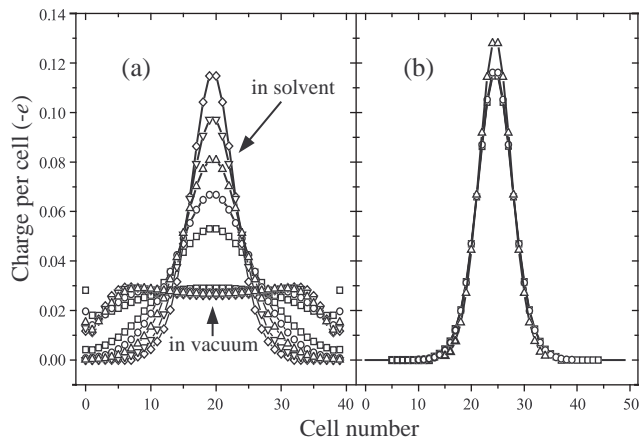 (a)
(b)
in solvent
in vacuum
Charge per cell (-e)
0.14
0.12
0.10
0.08
0.06
0.04
0.02
0.00
0 10 20 30 40
0 10 20 30 40 50
Cell number